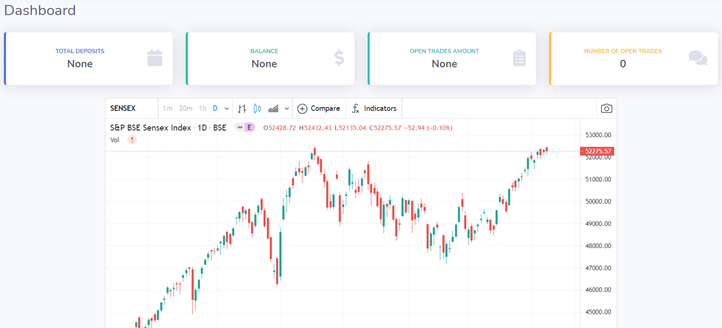 Dashboard
TOTAL DEPOSITS
None
BALANCE
None
$
OPEN TRADES AMOUNT
None
NUMBER OF OPEN TRADES
0
SENSEX 1m 30m 1h D Compare Indicators
S&P BSE Sensex Index · 1D · BSE E O52428.72 H52432.43 L52135.04 C52275.57 −52.94 (−0.10%)
Vol !
53000.00
52275.57
52000.00
51000.00
50000.00
49000.00
48000.00
47000.00
46000.00
45000.00